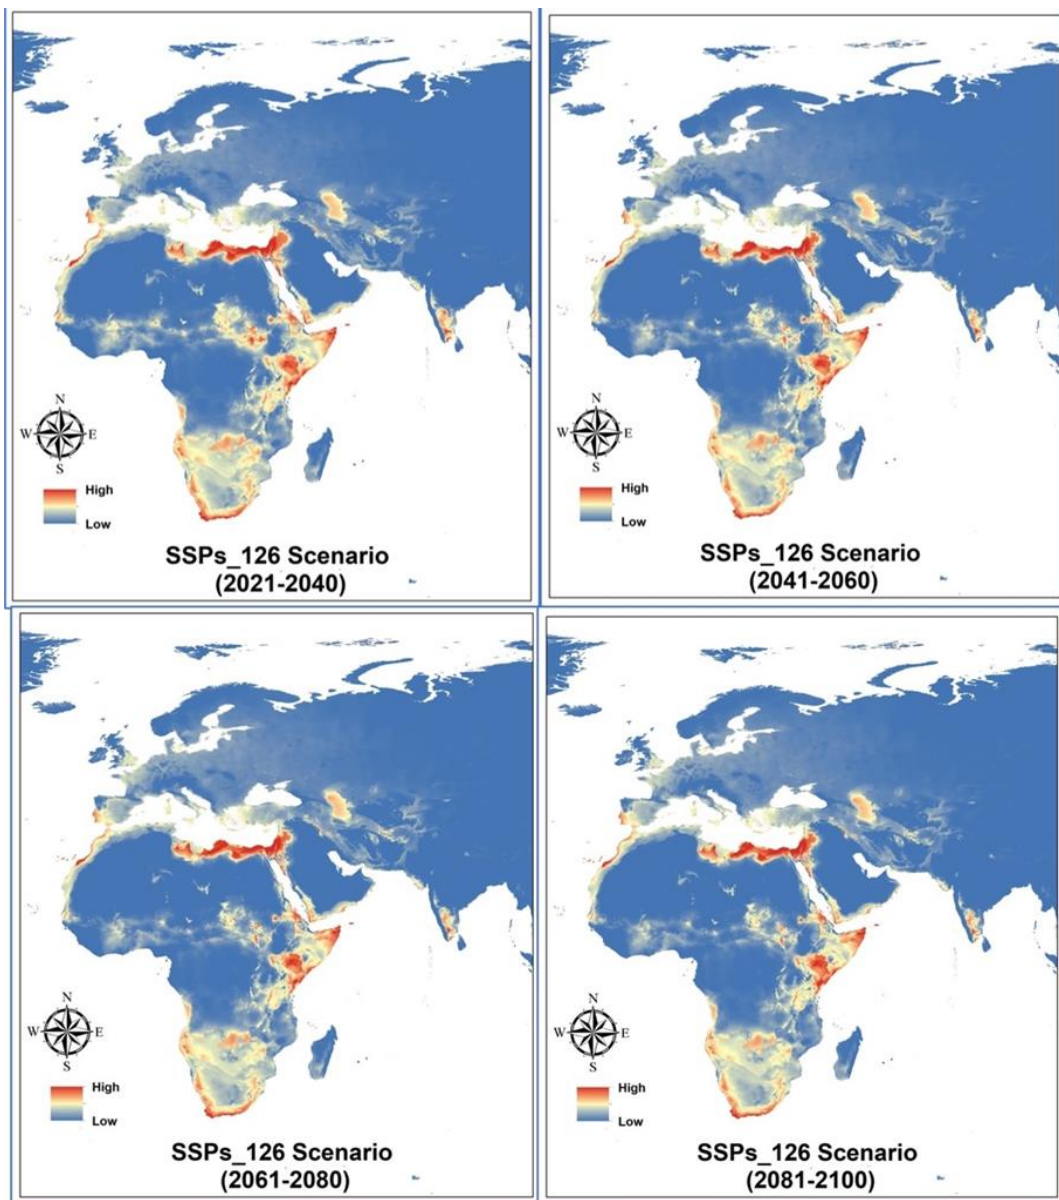 N
W E
S
High
Low
SSPs_126 Scenario
(2021-2040)
N
W E
S
High
Low
SSPs_126 Scenario
(2041-2060)
N
W E
S
High
Low
SSPs_126 Scenario
(2061-2080)
N
W E
S
High
Low
SSPs_126 Scenario
(2081-2100)